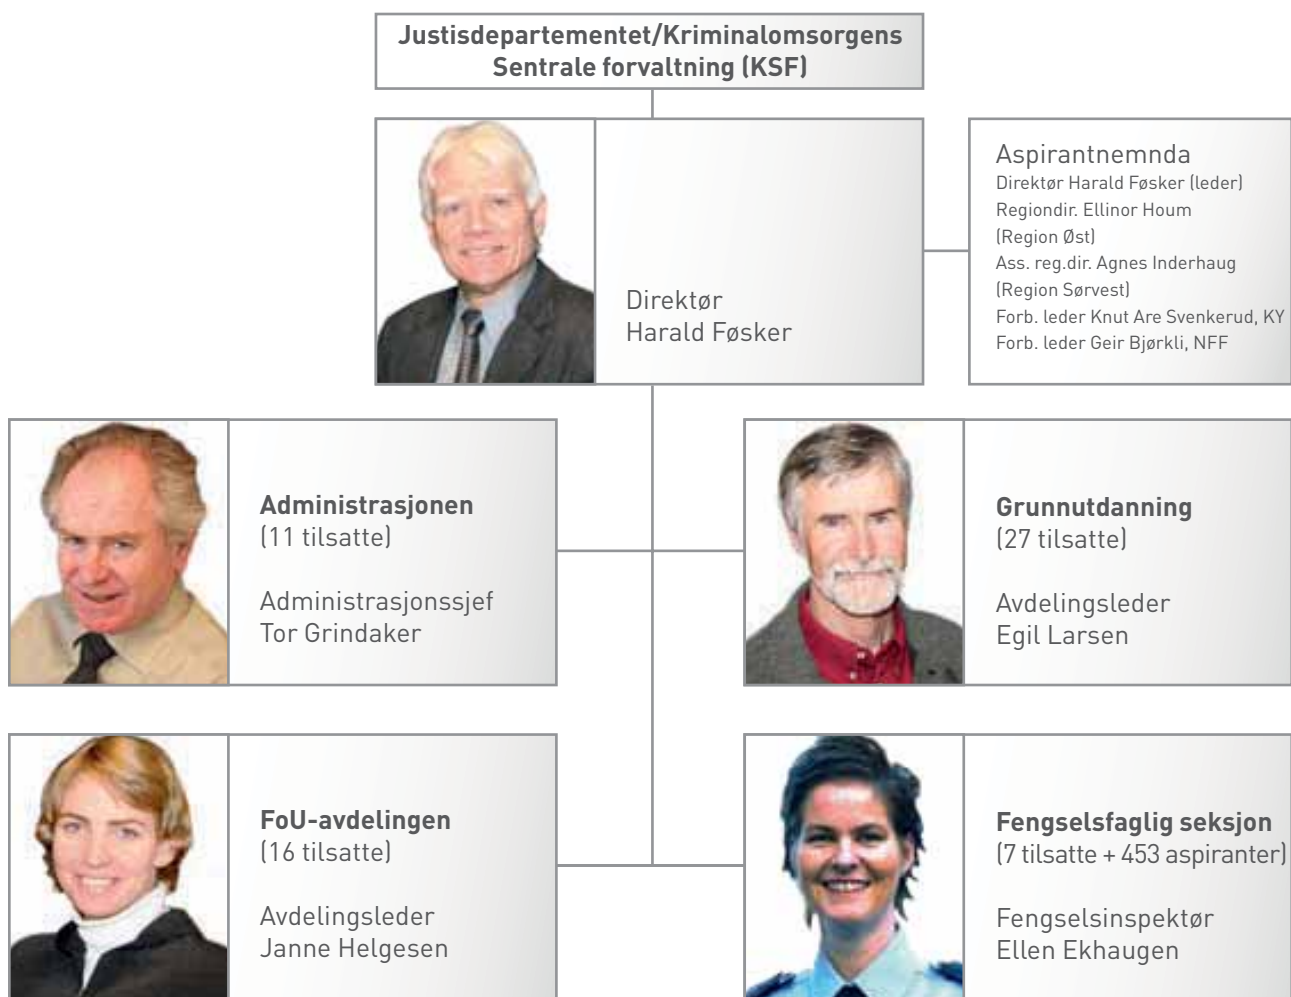 Justisdepartementet/Kriminalomsorgens
Sentrale forvaltning (KSF)
Direktør
Harald Føsker
Aspirantnemnda
Direktør Harald Føsker (leder)
Regiondir. Ellinor Houm
(Region Øst)
Ass. reg.dir. Agnes Inderhaug
(Region Sørvest)
Forb. leder Knut Are Svenkerud, KY
Forb. leder Geir Bjørkli, NFF
Administrasjonen
(11 tilsatte)
Administrasjonssjef
Tor Grindaker
Grunnutdanning
(27 tilsatte)
Avdelingsleder
Egil Larsen
FoU-avdelingen
(16 tilsatte)
Avdelingsleder
Janne Helgesen
Fengselsfaglig seksjon
(7 tilsatte + 453 aspiranter)
Fengselsinspektør
Ellen Ekhaugen